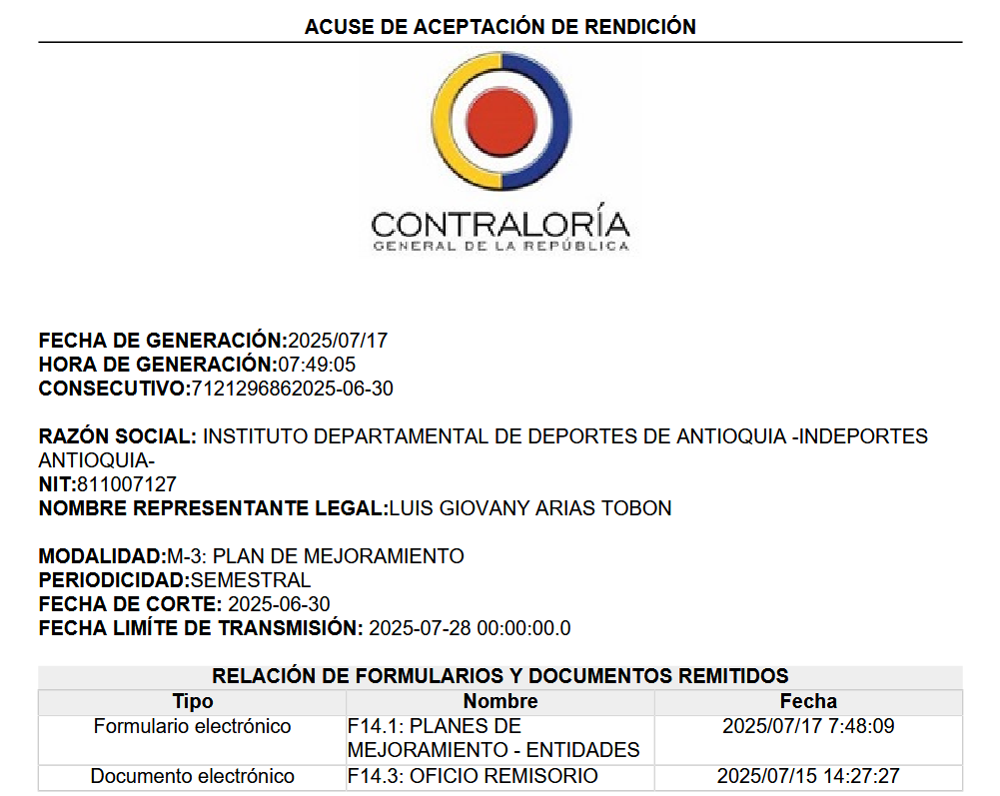 ACUSE DE ACEPTACIÓN DE RENDICIÓN
CONTRALORÍA
GENERAL DE LA REPÚBLICA
FECHA DE GENERACIÓN:2025/07/17
HORA DE GENERACIÓN:07:49:05
CONSECUTIVO:7121296862025-06-30
RAZÓN SOCIAL: INSTITUTO DEPARTAMENTAL DE DEPORTES DE ANTIOQUIA -INDEPORTES
ANTIOQUIA-
NIT:811007127
NOMBRE REPRESENTANTE LEGAL:LUIS GIOVANY ARIAS TOBON
MODALIDAD:M-3: PLAN DE MEJORAMIENTO
PERIODICIDAD:SEMESTRAL
FECHA DE CORTE: 2025-06-30
FECHA LIMÍTE DE TRANSMISIÓN: 2025-07-28 00:00:00.0
RELACIÓN DE FORMULARIOS Y DOCUMENTOS REMITIDOS
Tipo Nombre Fecha
Formulario electrónico F14.1: PLANES DE 2025/07/17 7:48:09
MEJORAMIENTO - ENTIDADES
Documento electrónico F14.3: OFICIO REMISORIO 2025/07/15 14:27:27